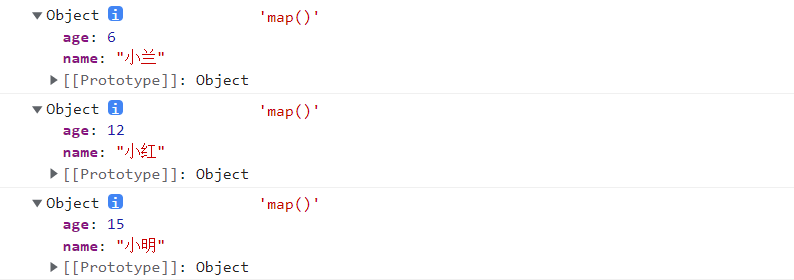 ▼Object i 'map()'
age: 6
name: "小兰"
▶[[Prototype]]: Object
▼Object i 'map()'
age: 12
name: "小红"
▶[[Prototype]]: Object
▼Object i 'map()'
age: 15
name: "小明"
▶[[Prototype]]: Object